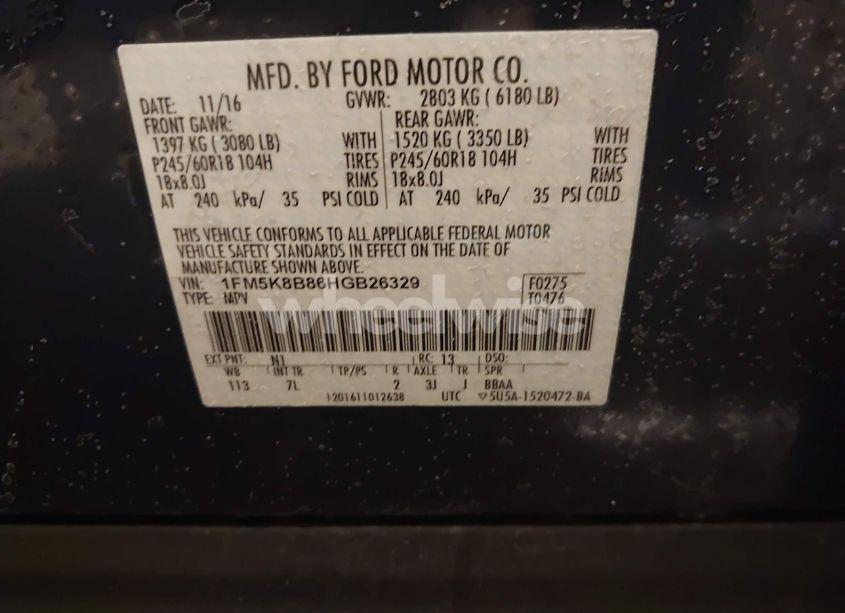 MFD. BY FORD MOTOR CO.
DATE: 11/16 GVWR: 2803 KG ( 6180 LB)
FRONT GAWR: REAR GAWR:
1397 KG ( 3080 LB) WITH 1520 KG ( 3350 LB) WITH
P245/60R18 104H TIRES P245/60R18 104H TIRES
18x8.0J RIMS 18x8.0J RIMS
AT 240 kPa/ 35 PSI COLD AT 240 kPa/ 35 PSI COLD
THIS VEHICLE CONFORMS TO ALL APPLICABLE FEDERAL MOTOR
VEHICLE SAFETY STANDARDS IN EFFECT ON THE DATE OF
MANUFACTURE SHOWN ABOVE.
VIN: 1FM5K8B86HGB26329 F0275
TYPE: MPV T0476
wheelwise
EXT PNT: N1 RC: 13 DSO:
WB INT TR TP/PS R AXLE TR SPR
113 7L 2 3J J BBAA
1201611012638 UTC ▽5U5A-1520472-BA